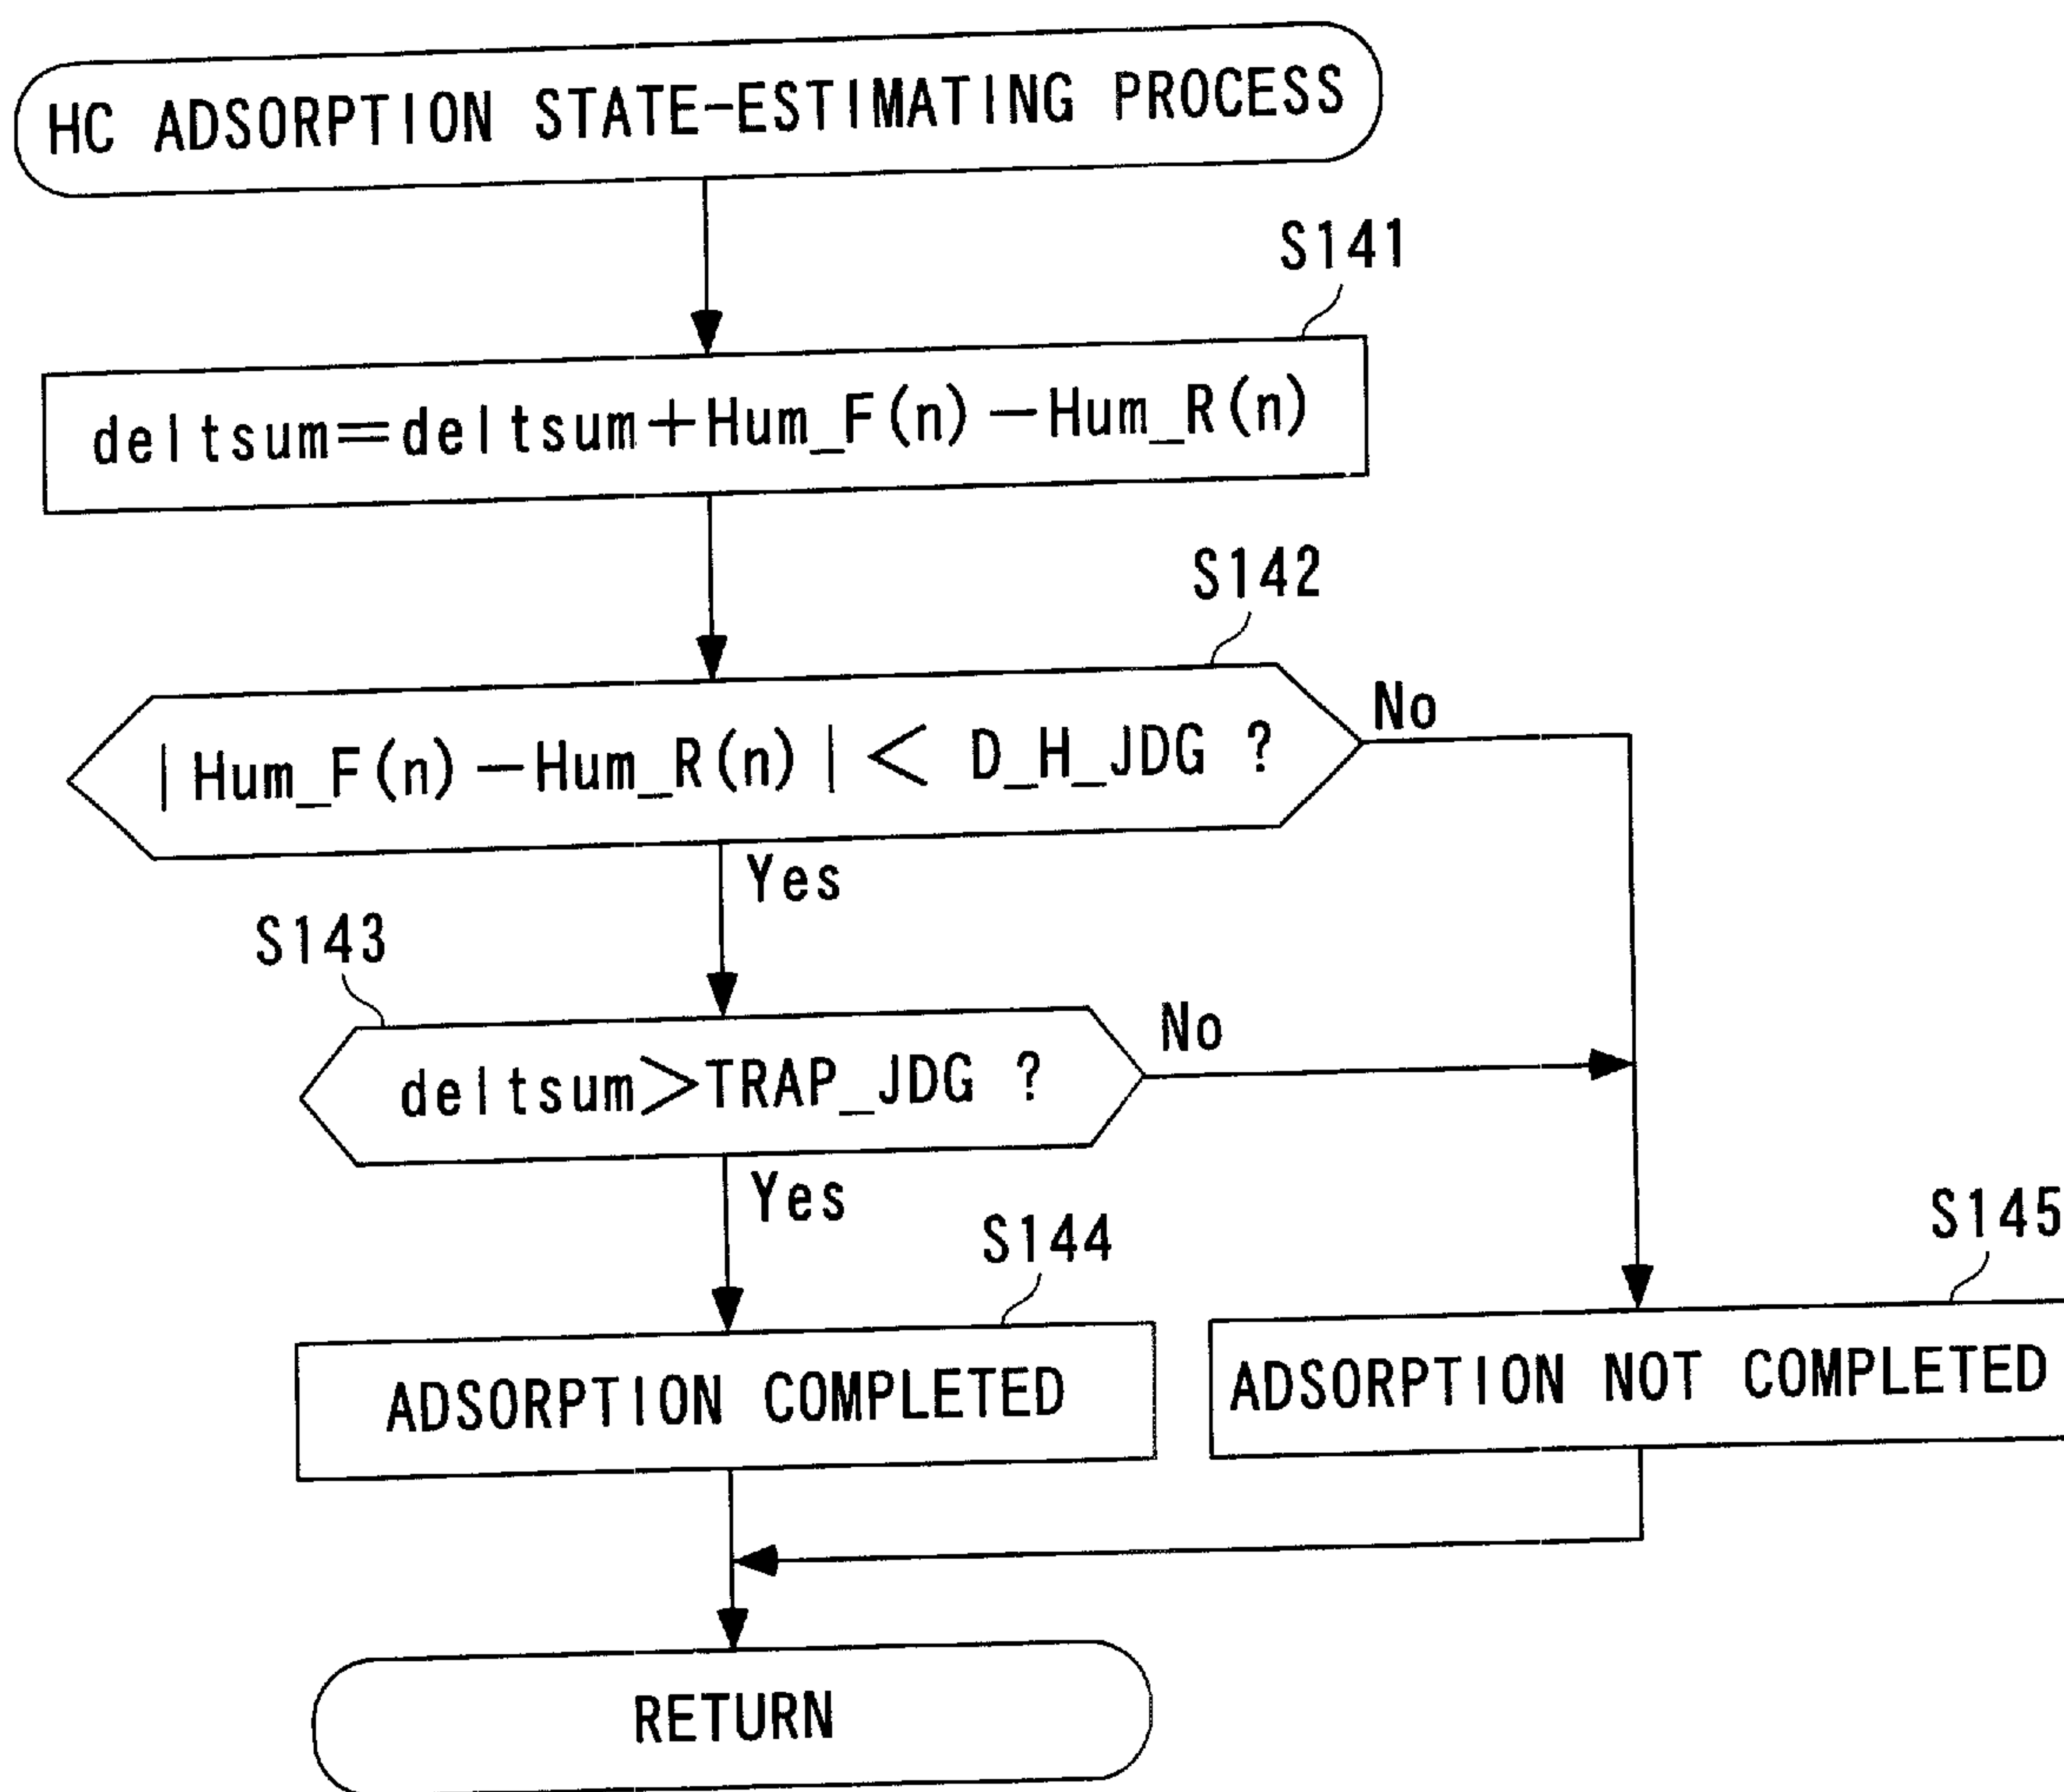 HC ADSORPTION STATE-ESTIMATING PROCESS
S141
deltsum=deltsum+Hum_F(n)-Hum_R(n)
S142
|Hum_F(n)-Hum_R(n)| < D_H_JDG ?
No
Yes
S143
deltsum>TRAP_JDG ?
No
Yes
S144
S145
ADSORPTION COMPLETED
ADSORPTION NOT COMPLETED
RETURN